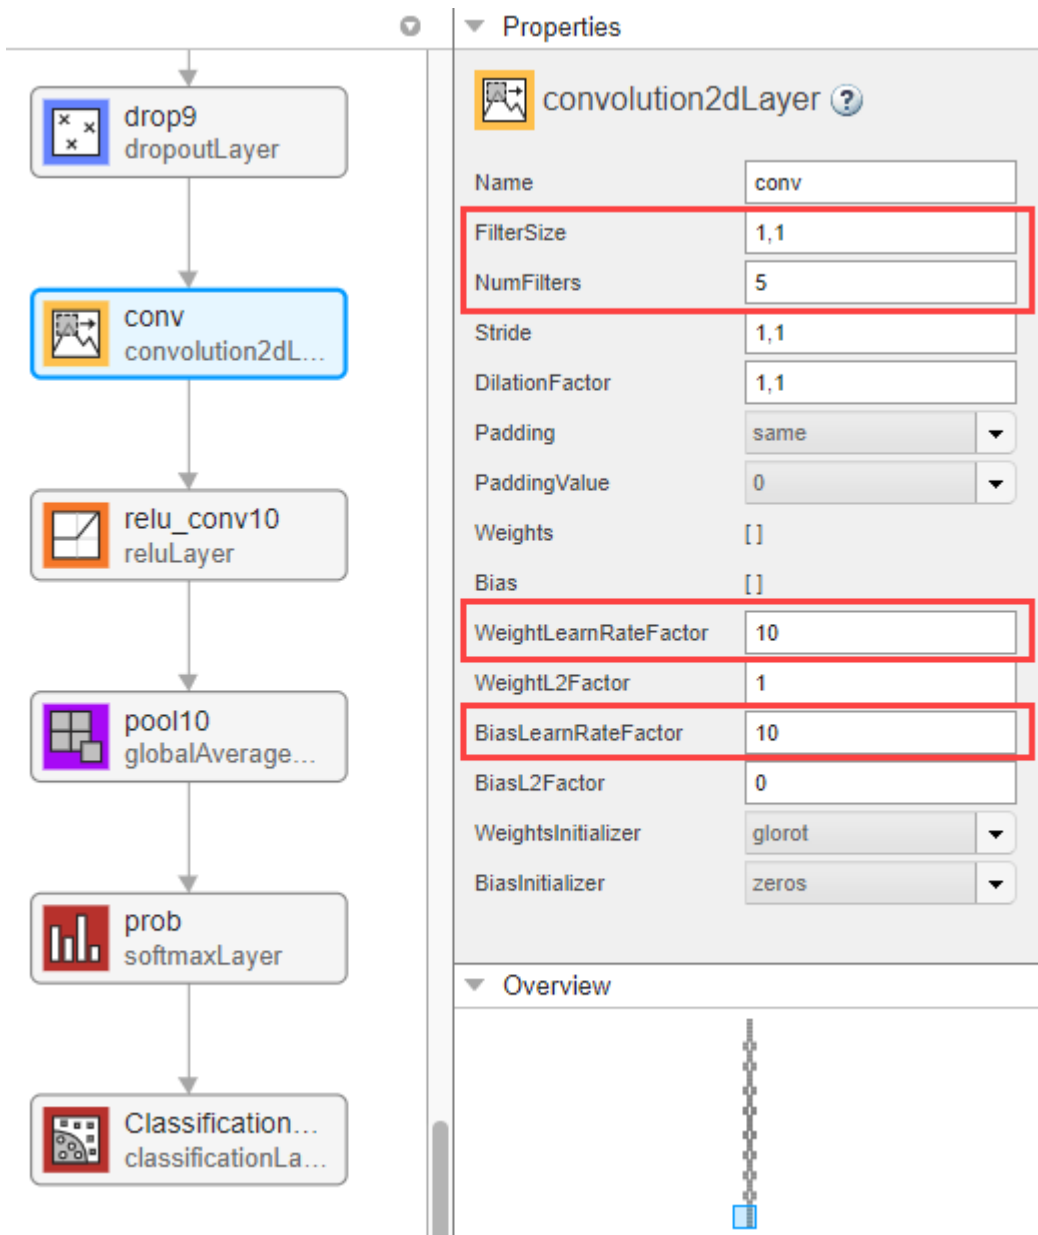 drop9
dropoutLayer
conv
convolution2dL...
relu_conv10
reluLayer
pool10
globalAverage...
prob
softmaxLayer
Classification...
classificationLa...
Properties
convolution2dLayer ?
Name conv
FilterSize 1,1
NumFilters 5
Stride 1,1
DilationFactor 1,1
Padding same
PaddingValue 0
Weights []
Bias []
WeightLearnRateFactor 10
WeightL2Factor 1
BiasLearnRateFactor 10
BiasL2Factor 0
WeightsInitializer glorot
BiasInitializer zeros
Overview